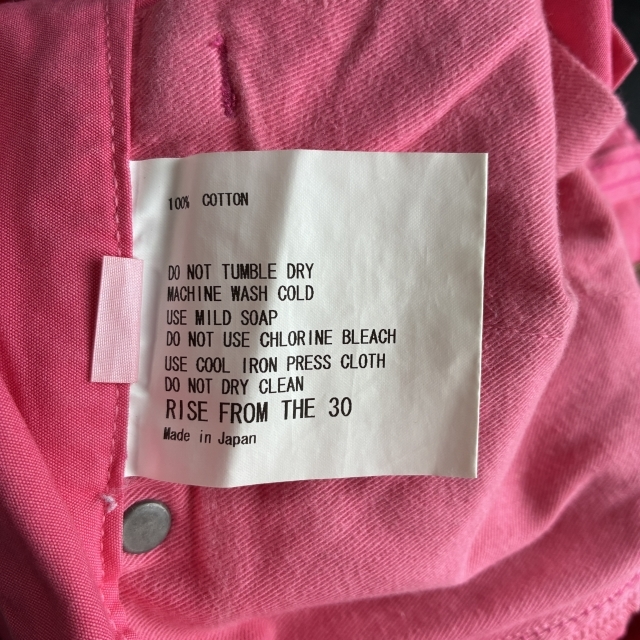 100% COTTON
DO NOT TUMBLE DRY
MACHINE WASH COLD
USE MILD SOAP
DO NOT USE CHLORINE BLEACH
USE COOL IRON PRESS CLOTH
DO NOT DRY CLEAN
RISE FROM THE 30
Made in Japan